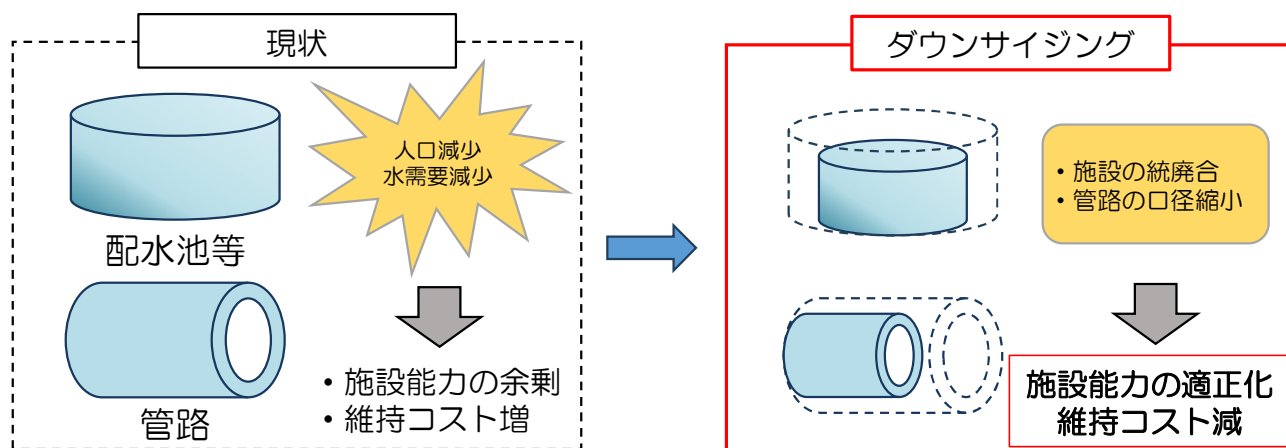 現状
人口減少
水需要減少
配水池等
管路
・施設能力の余剰
・維持コスト増
ダウンサイジング
・施設の統廃合
・管路の口径縮小
施設能力の適正化
維持コスト減